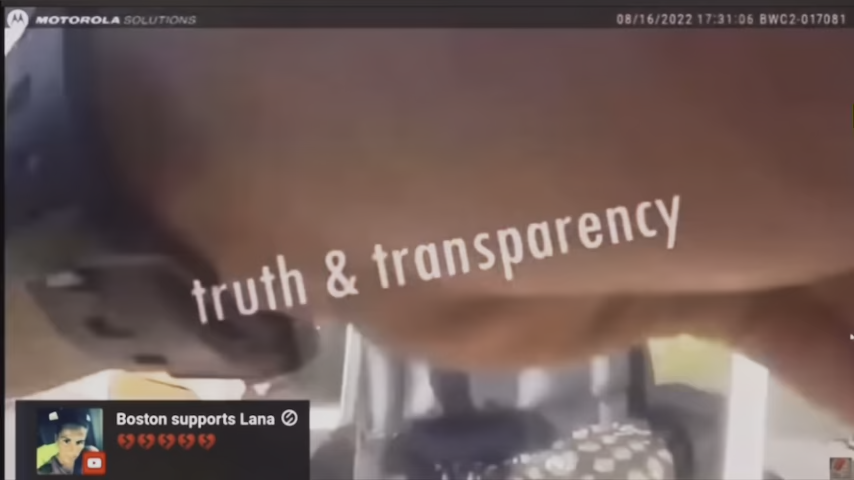 MOTOROLA SOLUTIONS
08/16/2022 17:31:06 BWC2-017081
truth & transparency
Boston supports Lana